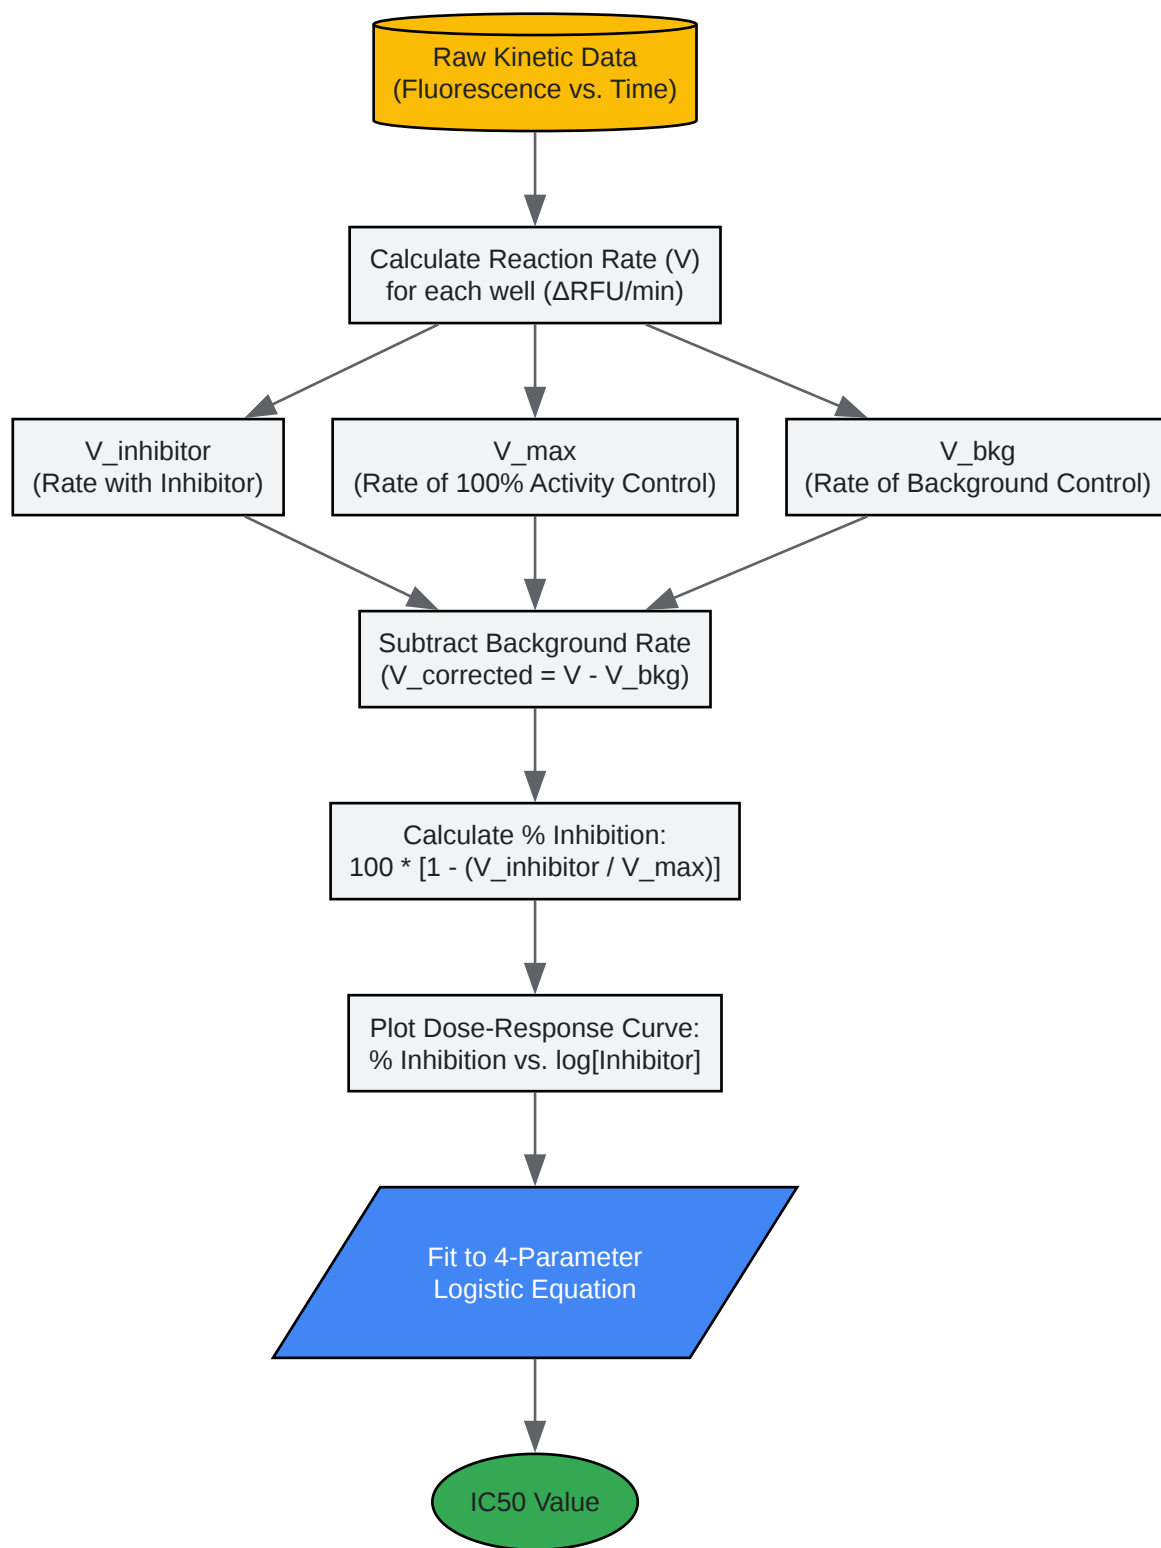 Raw Kinetic Data
(Fluorescence vs. Time)
Calculate Reaction Rate (V)
for each well (ΔRFU/min)
V_inhibitor
(Rate with Inhibitor)
V_max
(Rate of 100% Activity Control)
V_bkg
(Rate of Background Control)
Subtract Background Rate
(V_corrected = V - V_bkg)
Calculate % Inhibition:
100 * [1 - (V_inhibitor / V_max)]
Plot Dose-Response Curve:
% Inhibition vs. log[Inhibitor]
Fit to 4-Parameter
Logistic Equation
IC50 Value